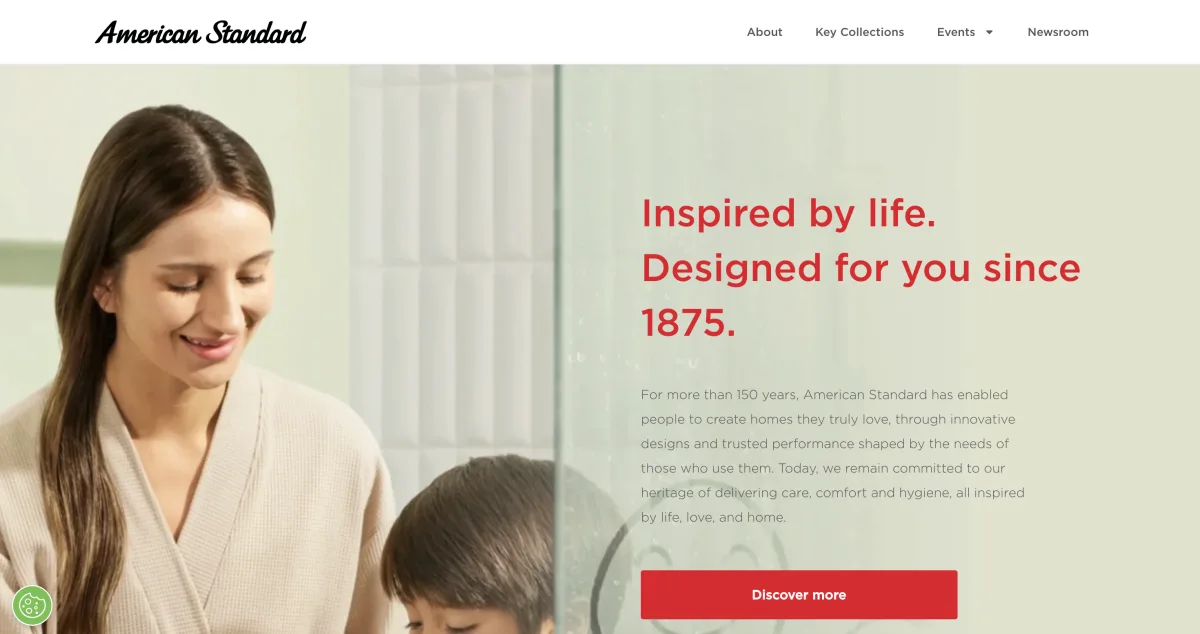 American Standard
About
Key Collections
Events
Newsroom
Inspired by life.
Designed for you since
1875.
For more than 150 years, American Standard has enabled
people to create homes they truly love, through innovative
designs and trusted performance shaped by the needs of
those who use them. Today, we remain committed to our
heritage of delivering care, comfort and hygiene, all inspired
by life, love, and home.
Discover more